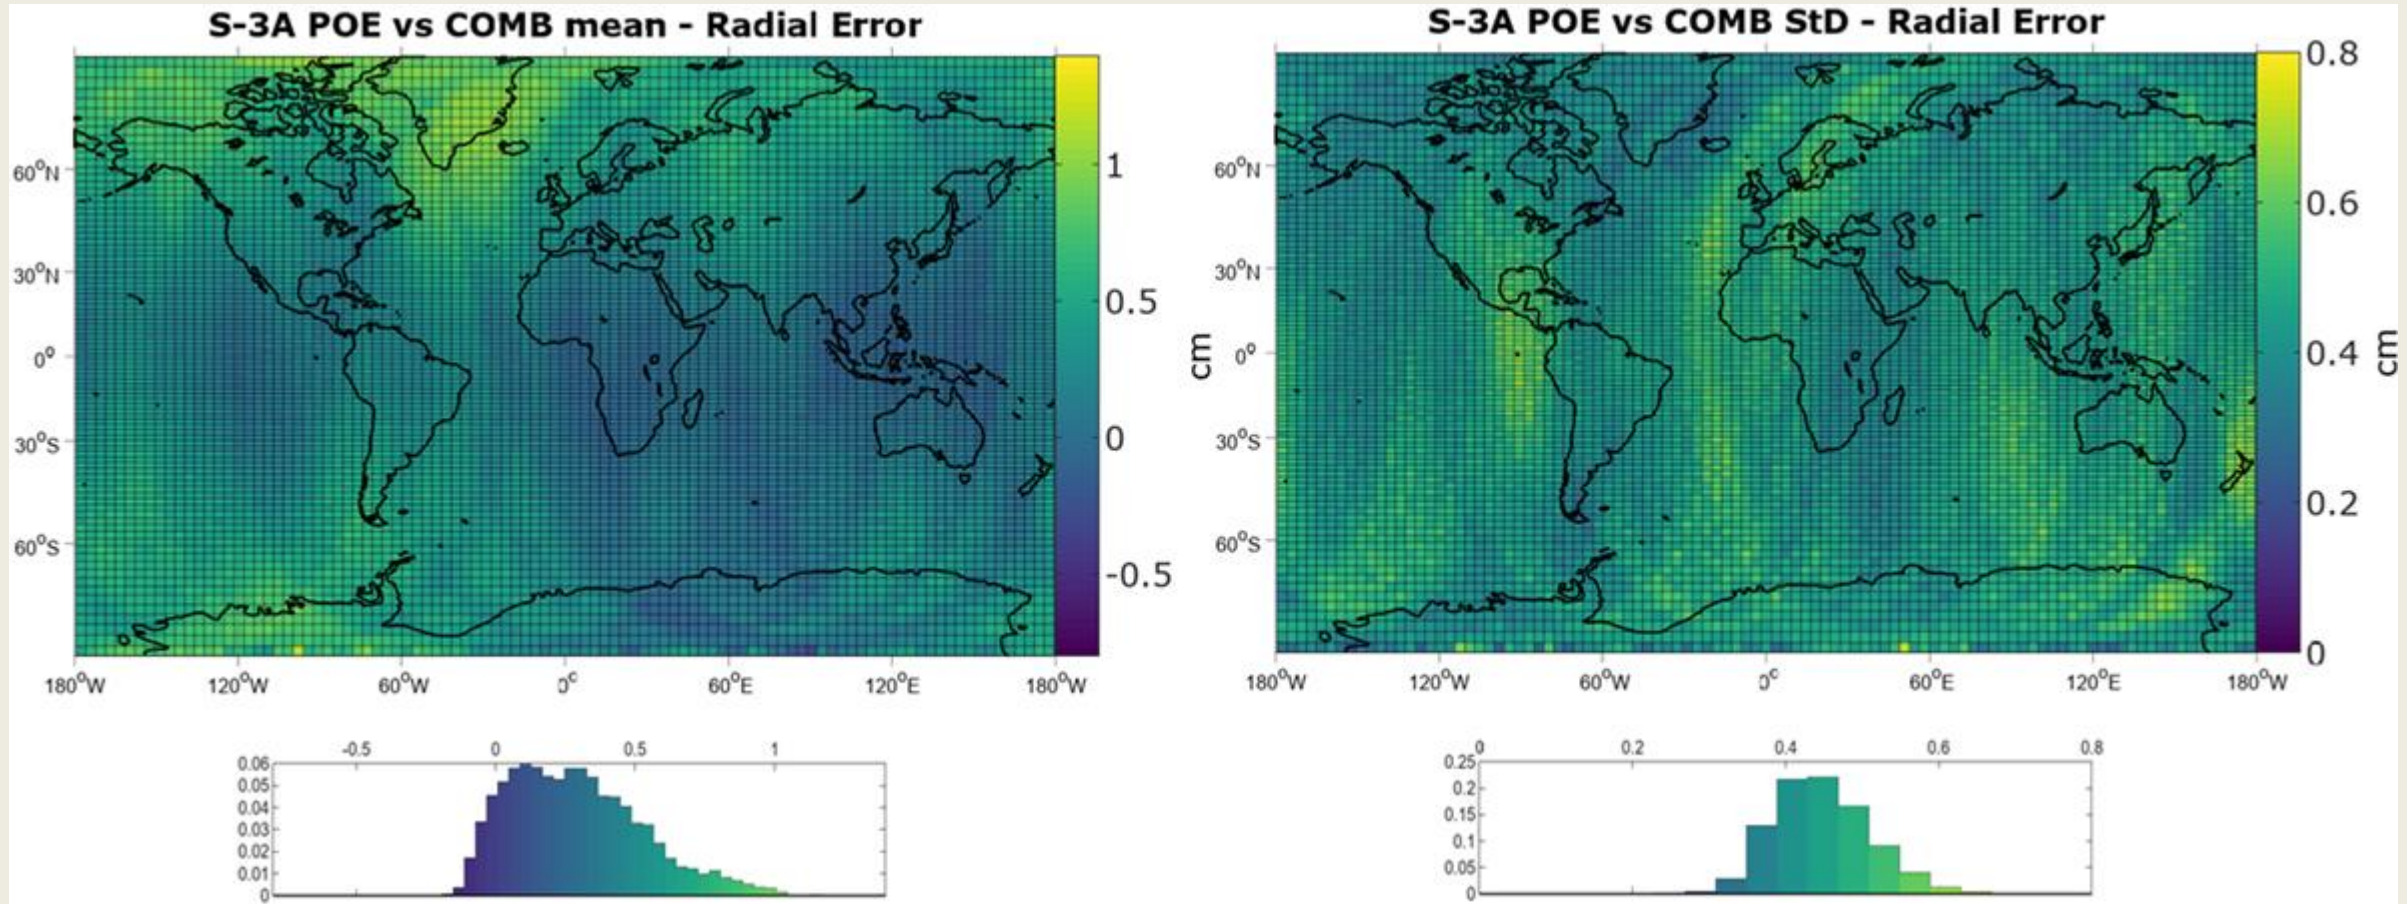 S-3A POE vs COMB mean - Radial Error
60°N
30°N
0°
30°S
60°S
180°W 120°W 60°W 0° 60°E 120°E 180°W
1
0.5
0
-0.5
cm
-0.5 0 0.5 1
0.06
0.05
0.04
0.03
0.02
0.01
0
S-3A POE vs COMB StD - Radial Error
60°N
30°N
0°
30°S
60°S
180°W 120°W 60°W 0° 60°E 120°E 180°W
0.8
0.6
0.4
0.2
0
cm
0 0.2 0.4 0.6 0.8
0.25
0.2
0.15
0.1
0.05
0